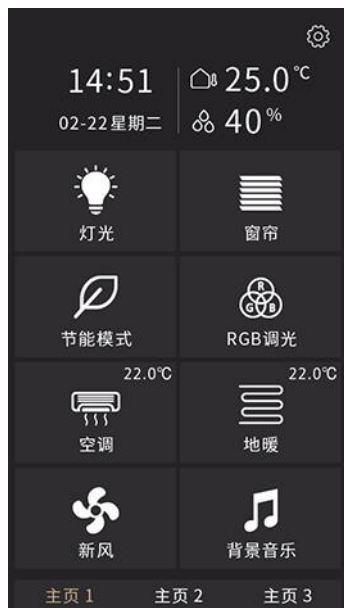 14:51
25.0℃
02-22星期二
40%
灯光
窗帘
R
G B
节能模式
RGB调光
22.0℃
22.0℃
空调
地暖
新风
背景音乐
主页1
主页2
主页3